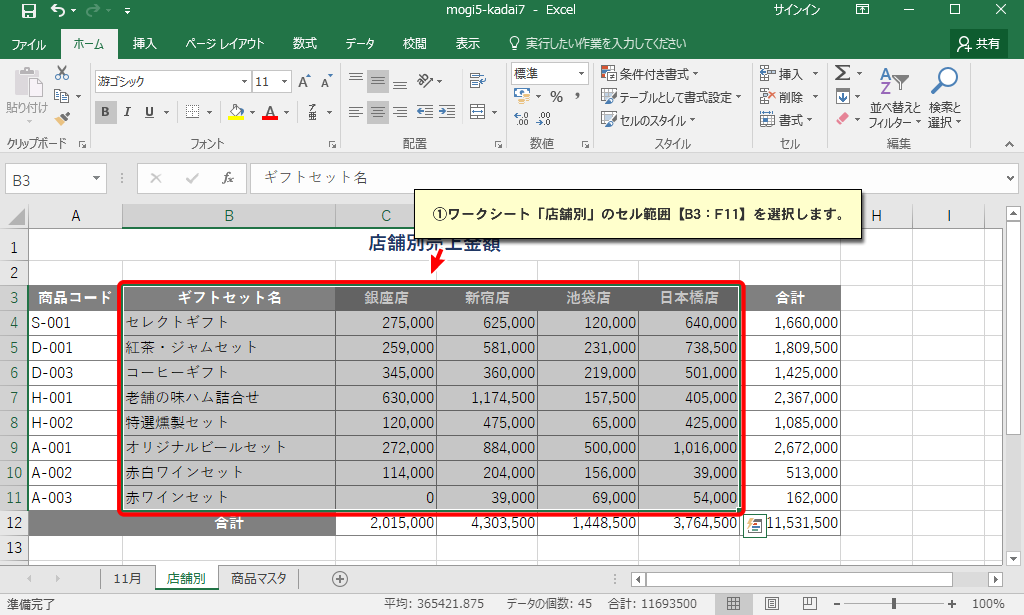 mogi5-kadai7 - Excel
サインイン
ファイル ホーム 挿入 ページ レイアウト 数式 データ 校閲 表示 実行したい作業を入力してください 共有
貼り付け
游ゴシック 11
B I U
標準
% ,
条件付き書式
テーブルとして書式設定
セルのスタイル
挿入
削除
書式
並べ替えと
フィルター
検索と
選択
クリップボード フォント 配置 数値 スタイル セル 編集
B3 fx ギフトセット名
①ワークシート「店舗別」のセル範囲【B3：F11】を選択します。
A B C H I
1 店舗別売上金額
2
3 商品コード ギフトセット名 銀座店 新宿店 池袋店 日本橋店 合計
4 S-001 セレクトギフト 275,000 625,000 120,000 640,000 1,660,000
5 D-001 紅茶・ジャムセット 259,000 581,000 231,000 738,500 1,809,500
6 D-003 コーヒーギフト 345,000 360,000 219,000 501,000 1,425,000
7 H-001 老舗の味ハム詰合せ 630,000 1,174,500 157,500 405,000 2,367,000
8 H-002 特選燻製セット 120,000 475,000 65,000 425,000 1,085,000
9 A-001 オリジナルビールセット 272,000 884,000 500,000 1,016,000 2,672,000
10 A-002 赤白ワインセット 114,000 204,000 156,000 39,000 513,000
11 A-003 赤ワインセット 0 39,000 69,000 54,000 162,000
12 合計 2,015,000 4,303,500 1,448,500 3,764,500 11,531,500
13
11月 店舗別 商品マスタ
準備完了 平均: 365421.875 データの個数: 45 合計: 11693500 100%